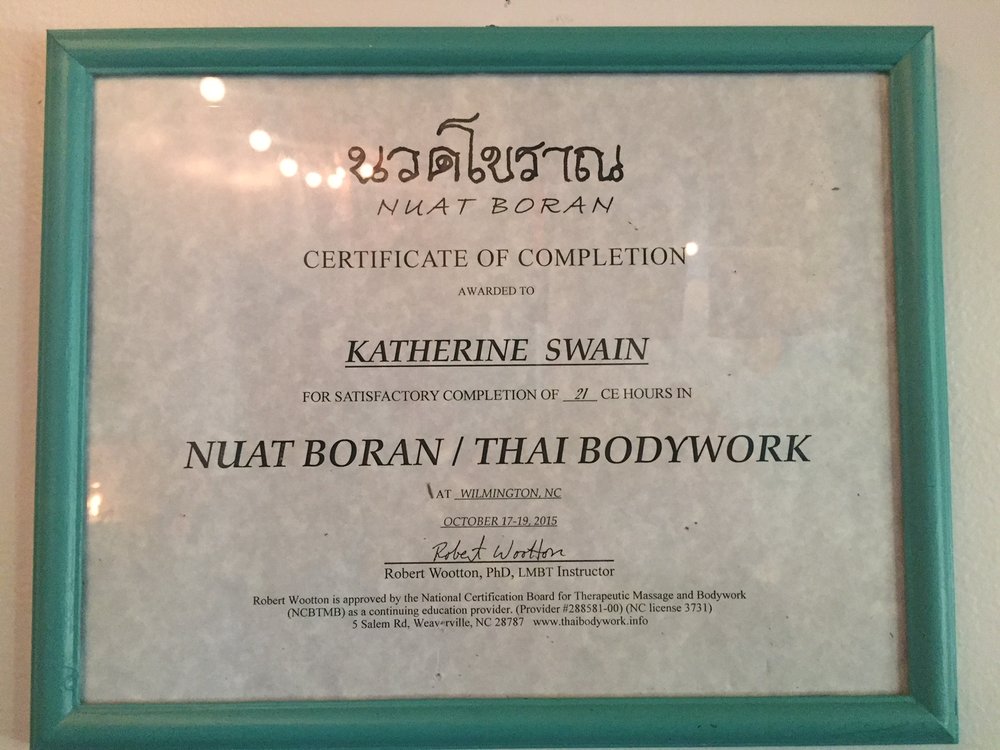 นวดโบราณ
NUAT BORAN
CERTIFICATE OF COMPLETION
AWARDED TO
KATHERINE SWAIN
FOR SATISFACTORY COMPLETION OF 21 CE HOURS IN
NUAT BORAN / THAI BODYWORK
AT WILMINGTON, NC
OCTOBER 17-19, 2015
Robert Wootton
Robert Wootton, PhD, LMBT Instructor
Robert Wootton is approved by the National Certification Board for Therapeutic Massage and Bodywork
(NCBTMB) as a continuing education provider. (Provider #288581-00) (NC license 3731)
5 Salem Rd, Weaverville, NC 28787 www.thaibodywork.info